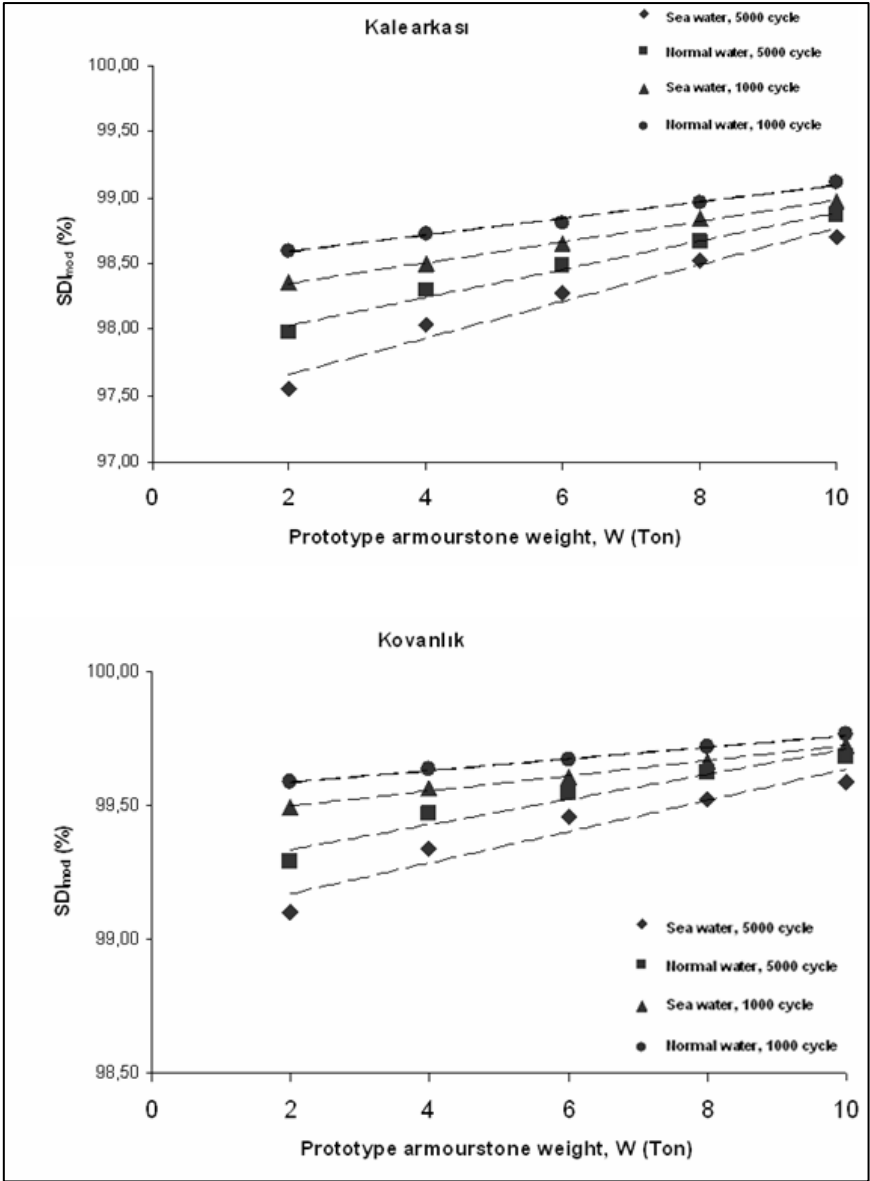 Kalearkası
Sea water, 5000 cycle
Normal water, 5000 cycle
Sea water, 1000 cycle
Normal water, 1000 cycle
100,00
99,50
99,00
98,50
98,00
97,50
97,00
SDImod (%)
0 2 4 6 8 10
Prototype armourstone weight, W (Ton)
Kovanlık
100,00
99,50
99,00
98,50
SDImod (%)
Sea water, 5000 cycle
Normal water, 5000 cycle
Sea water, 1000 cycle
Normal water, 1000 cycle
0 2 4 6 8 10
Prototype armourstone weight, W (Ton)